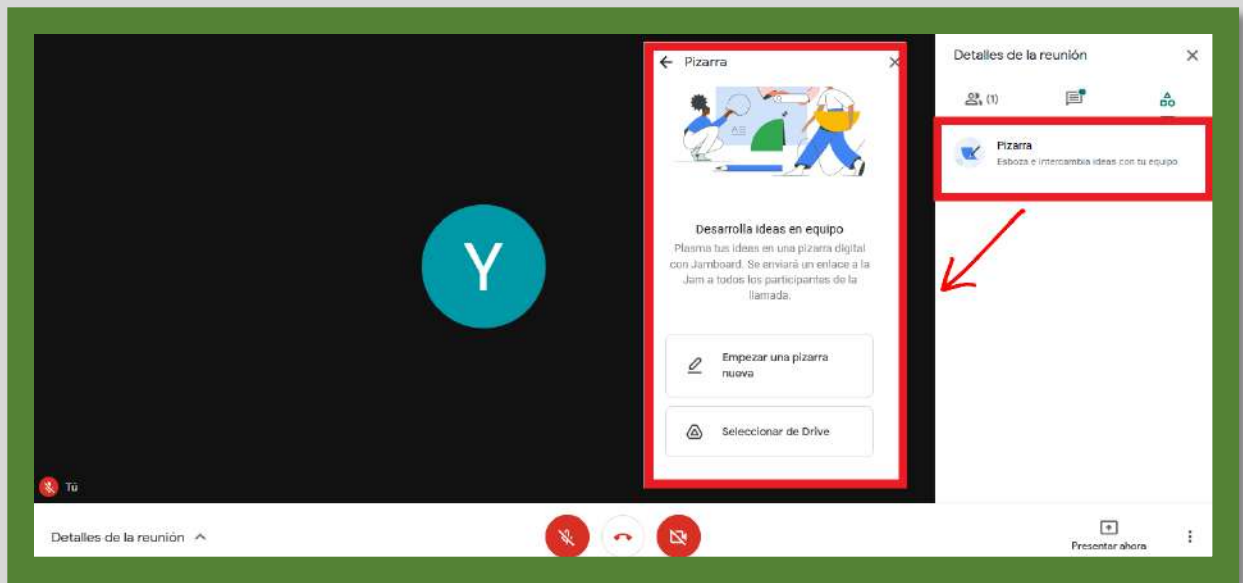 Pizarra
Desarrolla ideas en equipo
Plasma tus ideas en una pizarra digital
con Jamboard. Se enviará un enlace a la
Jam a todos los participantes de la
llamada.
Empezar una pizarra
nueva
Seleccionar de Drive
Detalles de la reunión
(1)
Pizarra
Esboza e intercambia ideas con tu equipo
Y
Tú
Detalles de la reunión
Presentar ahora